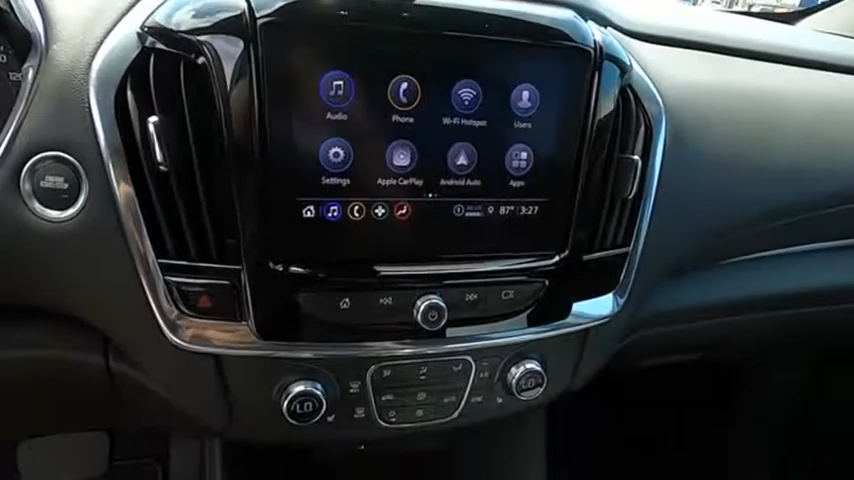 Audio
Phone
Wi-Fi Hotspot
Users
Settings
Apple CarPlay
Android Auto
Apps
87° 3:27
LO
LO